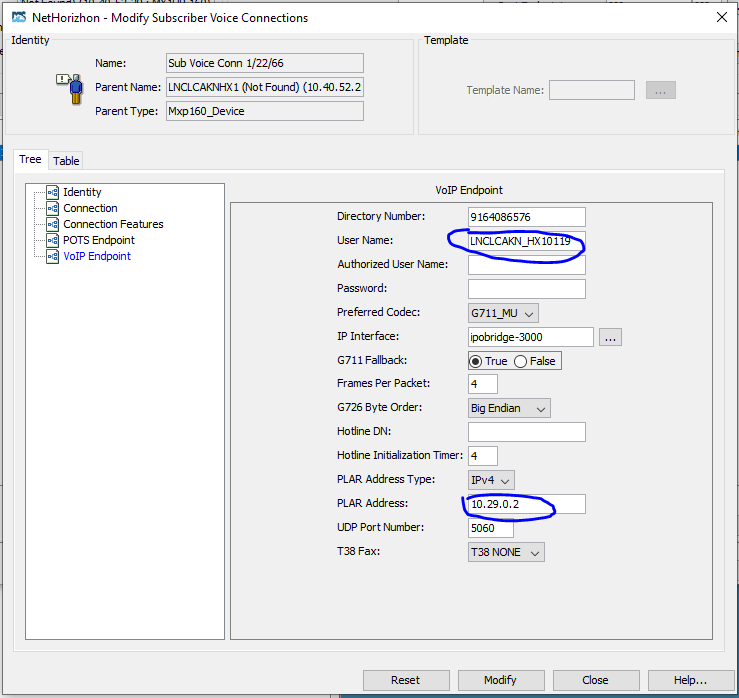 NetHorizhon - Modify Subscriber Voice Connections
Identity
Name: Sub Voice Conn 1/22/66
Parent Name: LNCLCAKNHX1 (Not Found) (10.40.52.2
Parent Type: Mxp160_Device
Template
Template Name: ...
Tree Table
Identity
Connection
Connection Features
POTS Endpoint
VoIP Endpoint
VoIP Endpoint
Directory Number: 9164086576
User Name: LNCLCAKN_HX10119
Authorized User Name:
Password:
Preferred Codec: G711_MU
IP Interface: ipobridge-3000 ...
G711 Fallback: True False
Frames Per Packet: 4
G726 Byte Order: Big Endian
Hotline DN:
Hotline Initialization Timer: 4
PLAR Address Type: IPv4
PLAR Address: 10.29.0.2
UDP Port Number: 5060
T38 Fax: T38 NONE
Reset Modify Close Help...